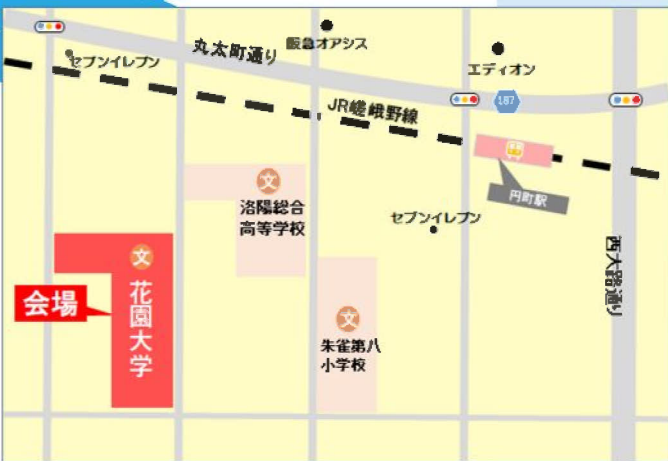 丸太町通り
阪急オアシス
セブンイレブン
エディオン
JR嵯峨野線
187
円町駅
文
洛陽総合
高等学校
セブンイレブン
西大路通り
文
花園大学
会場
文
朱雀第八
小学校